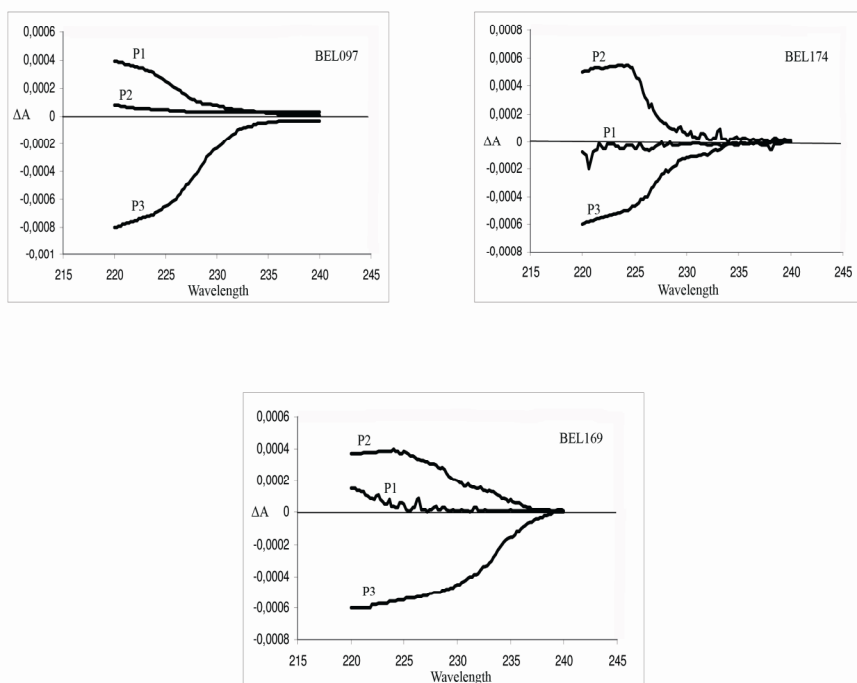 BEL097
0,0006
0,0004
0,0002
0
-0,0002
-0,0004
-0,0006
-0,0008
-0,001
ΔA
P1
P2
P3
215 220 225 230 235 240 245
Wavelength
BEL174
0,0008
0,0006
0,0004
0,0002
0
-0,0002
-0,0004
-0,0006
-0,0008
ΔA
P2
P1
P3
215 220 225 230 235 240 245
Wavelength
BEL169
0,0006
0,0004
0,0002
0
-0,0002
-0,0004
-0,0006
-0,0008
ΔA
P2
P1
P3
215 220 225 230 235 240 245
Wavelength